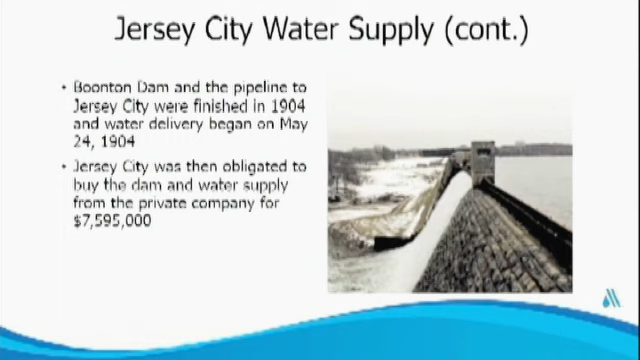 Jersey City Water Supply (cont.)
• Boonton Dam and the pipeline to
Jersey City were finished in 1904
and water delivery began on May
24, 1904
• Jersey City was then obligated to
buy the dam and water supply
from the private company for
$7,595,000